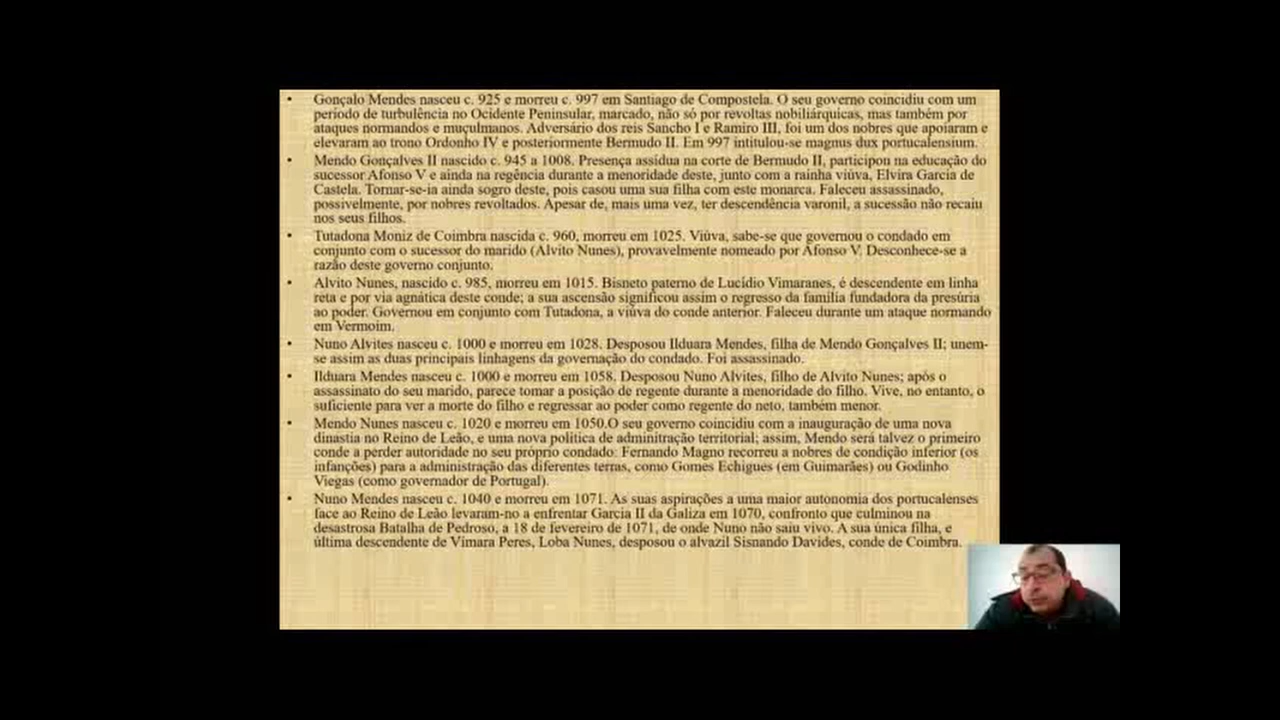 • Gonçalo Mendes nasceu c. 925 e morreu c. 997 em Santiago de Compostela. O seu governo coincidiu com um
período de turbulência no Ocidente Peninsular, marcado, não só por revoltas nobiliárquicas, mas também por
ataques normandos e muçulmanos. Adversário dos reis Sancho I e Ramiro III, foi um dos nobres que apoiaram e
elevaram ao trono Ordonho IV e posteriormente Bermudo II. Em 997 intitulou-se magnus dux portucalensium.
• Mendo Gonçalves II nascido c. 945 a 1008. Presença assídua na corte de Bermudo II, participou na educação do
sucessor Afonso V e ainda na regência durante a menoridade deste, junto com a rainha viúva, Elvira Garcia de
Castela. Tornar-se-ia ainda sogro deste, pois casou uma sua filha com este monarca. Faleceu assassinado,
possivelmente, por nobres revoltados. Apesar de, mais uma vez, ter descendência varonil, a sucessão não recaiu
nos seus filhos.
• Tutadona Moniz de Coimbra nascida c. 960, morreu em 1025. Viúva, sabe-se que governou o condado em
conjunto com o sucessor do marido (Alvito Nunes), provavelmente nomeado por Afonso V. Desconhece-se a
razão deste governo conjunto.
• Alvito Nunes, nascido c. 985, morreu em 1015. Bisneto paterno de Lucídio Vimaranes, é descendente em linha
reta e por via agnática deste conde; a sua ascensão significou assim o regresso da família fundadora da presúria
ao poder. Governou em conjunto com Tutadona, a viúva do conde anterior. Faleceu durante um ataque normando
em Vermoim.
• Nuno Alvites nasceu c. 1000 e morreu em 1028. Desposou Ilduara Mendes, filha de Mendo Gonçalves II; unem-
se assim as duas principais linhagens da governação do condado. Foi assassinado.
• Ilduara Mendes nasceu c. 1000 e morreu em 1058. Desposou Nuno Alvites, filho de Alvito Nunes; após o
assassinato do seu marido, parece tomar a posição de regente durante a menoridade do filho. Vive, no entanto, o
suficiente para ver a morte do filho e regressar ao poder como regente do neto, também menor.
• Mendo Nunes nasceu c. 1020 e morreu em 1050.O seu governo coincidiu com a inauguração de uma nova
dinastia no Reino de Leão, e uma nova política de adminitração territorial; assim, Mendo será talvez o primeiro
conde a perder autoridade no seu próprio condado: Fernando Magno recorreu a nobres de condição inferior (os
infanções) para a administração das diferentes terras, como Gomes Echigues (em Guimarães) ou Godinho
Viegas (como governador de Portugal).
• Nuno Mendes nasceu c. 1040 e morreu em 1071. As suas aspirações a uma maior autonomia dos portucalenses
face ao Reino de Leão levaram-no a enfrentar Garcia II da Galiza em 1070, confronto que culminou na
desastrosa Batalha de Pedroso, a 18 de fevereiro de 1071, de onde Nuno não saiu vivo. A sua única filha, e
última descendente de Vímara Peres, Loba Nunes, desposou o alvazil Sisnando Davides, conde de Coimbra.